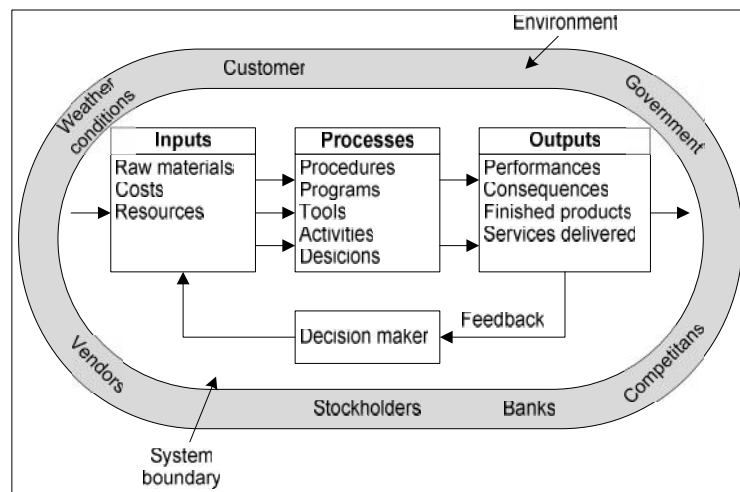 Environment
Customer
Weather
conditions
Government
Inputs
Raw materials
Costs
Resources
Processes
Procedures
Programs
Tools
Activities
Desicions
Outputs
Performances
Consequences
Finished products
Services delivered
Decision maker
Feedback
Vendors
Competitans
Stockholders
Banks
System
boundary